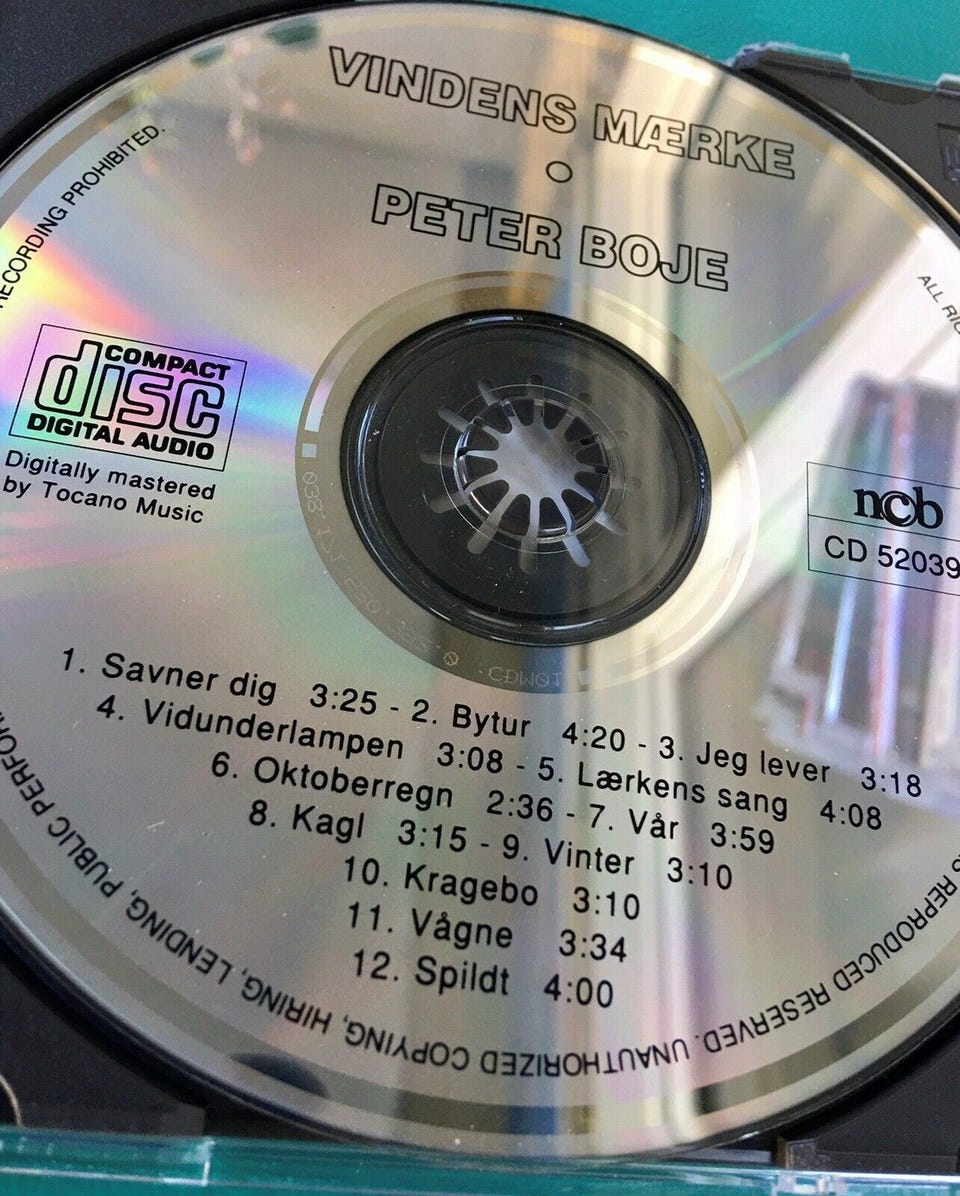 VINDENS MÆRKE
PETER BOJE
RECORDING PROHIBITED.
ALL
COMPACT
disc
DIGITAL AUDIO
Digitally mastered
by Tocano Music
ncb
CD 52039
1. Savner dig 3:25 - 2. Bytur 4:20 - 3. Jeg lever 3:18
4. Vidunderlampen 3:08 - 5. Lærkens sang 4:08
6. Oktoberregn 2:36 - 7. Vår 3:59
8. Kagl 3:15 - 9. Vinter 3:10
10. Kragebo 3:10
11. Vågne 3:34
12. Spildt 4:00
REPRODUCED RESERVED. UNAUTHORIZED COPYING, HIRING, LENDING, PUBLIC